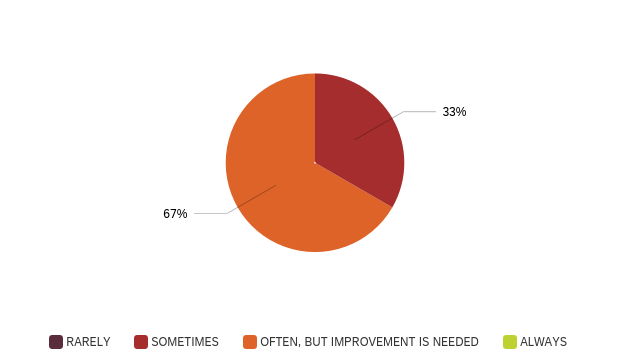 33%
67%
RARELY SOMETIMES OFTEN, BUT IMPROVEMENT IS NEEDED ALWAYS